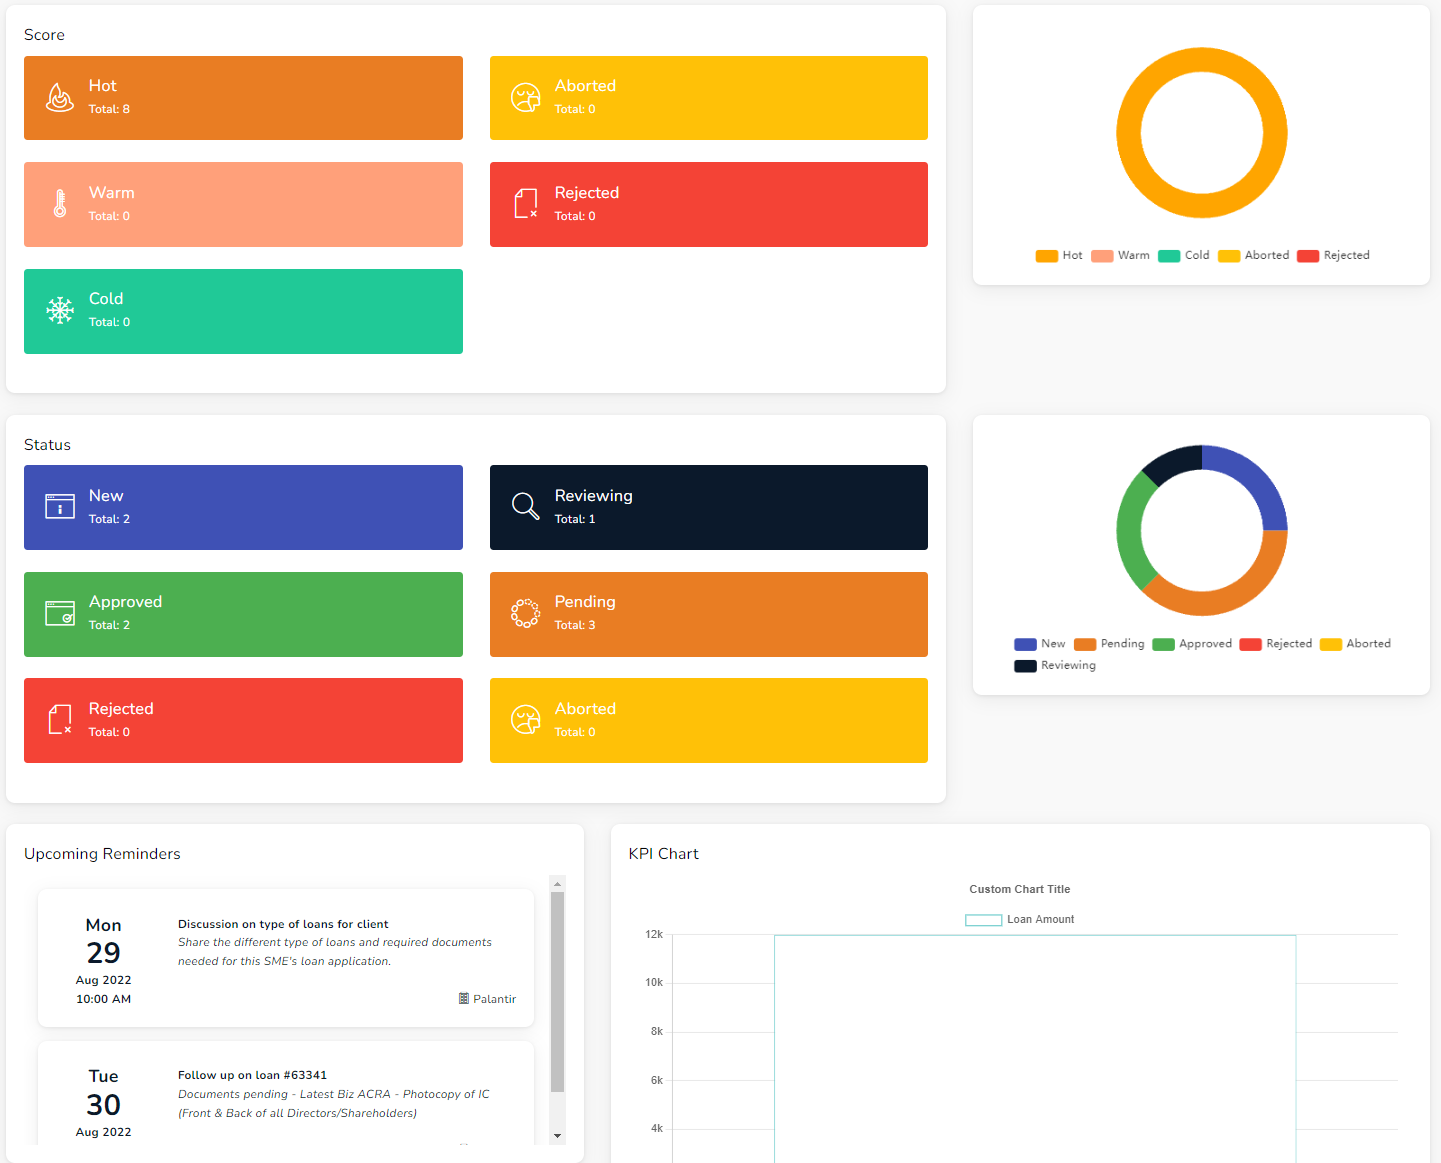 Score
Hot
Total: 8
Aborted
Total: 0
Warm
Total: 0
Rejected
Total: 0
Cold
Total: 0
Hot Warm Cold Aborted Rejected
Status
New
Total: 2
Reviewing
Total: 1
Approved
Total: 2
Pending
Total: 3
Rejected
Total: 0
Aborted
Total: 0
New Pending Approved Rejected Aborted
Reviewing
Upcoming Reminders
Mon
29
Aug 2022
10:00 AM
Discussion on type of loans for client
Share the different type of loans and required documents
needed for this SME's loan application.
Palantir
Tue
30
Aug 2022
Follow up on loan #63341
Documents pending - Latest Biz ACRA - Photocopy of IC
(Front & Back of all Directors/Shareholders)
KPI Chart
Custom Chart Title
Loan Amount
12k
10k
8k
6k
4k